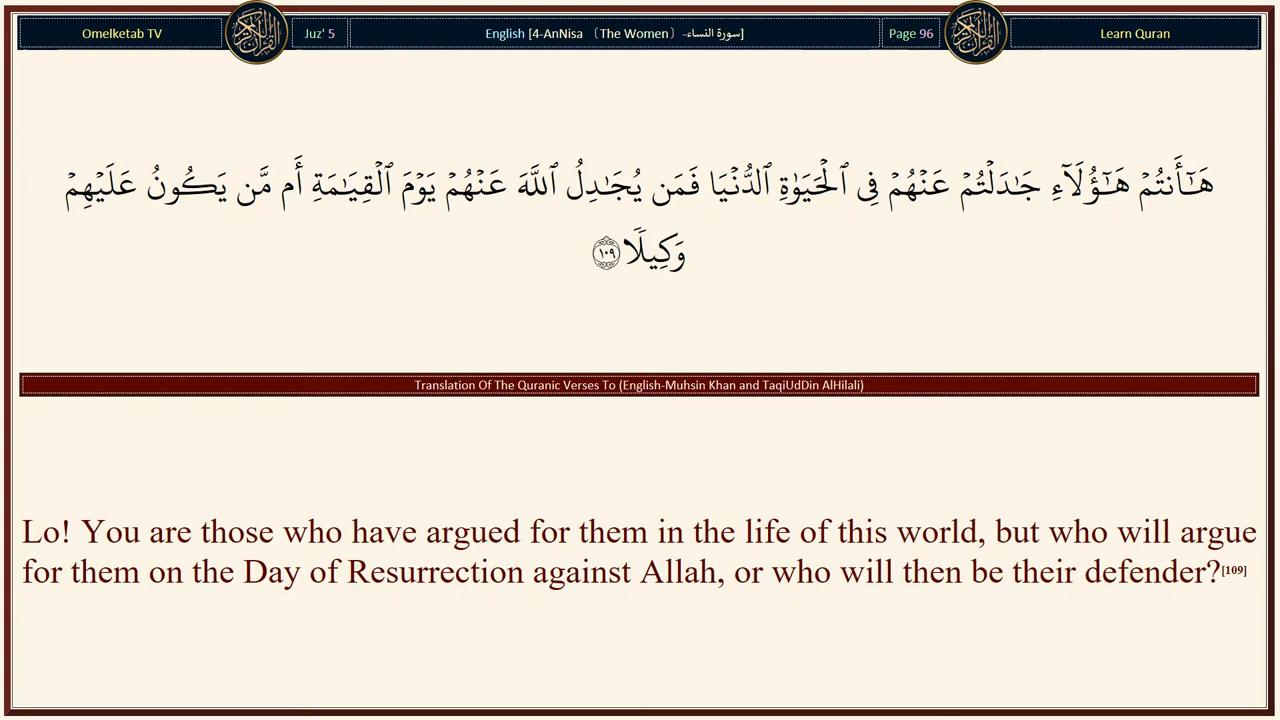 Omelketab TV
Juz' 5
English [4-AnNisa （The Women）-سورة النساء]
Page 96
Learn Quran
هَـٰٓأَنتُمْ هَـٰٓؤُلَآءِ جَـٰدَلْتُمْ عَنْهُمْ فِى ٱلْحَيَوٰةِ ٱلدُّنْيَا فَمَن يُجَـٰدِلُ ٱللَّهَ عَنْهُمْ يَوْمَ ٱلْقِيَـٰمَةِ أَم مَّن يَكُونُ عَلَيْهِمْ
وَكِيلًا ١٠٩
Translation Of The Quranic Verses To (English-Muhsin Khan and TaqiUdDin AlHilali)
Lo! You are those who have argued for them in the life of this world, but who will argue
for them on the Day of Resurrection against Allah, or who will then be their defender?[109]